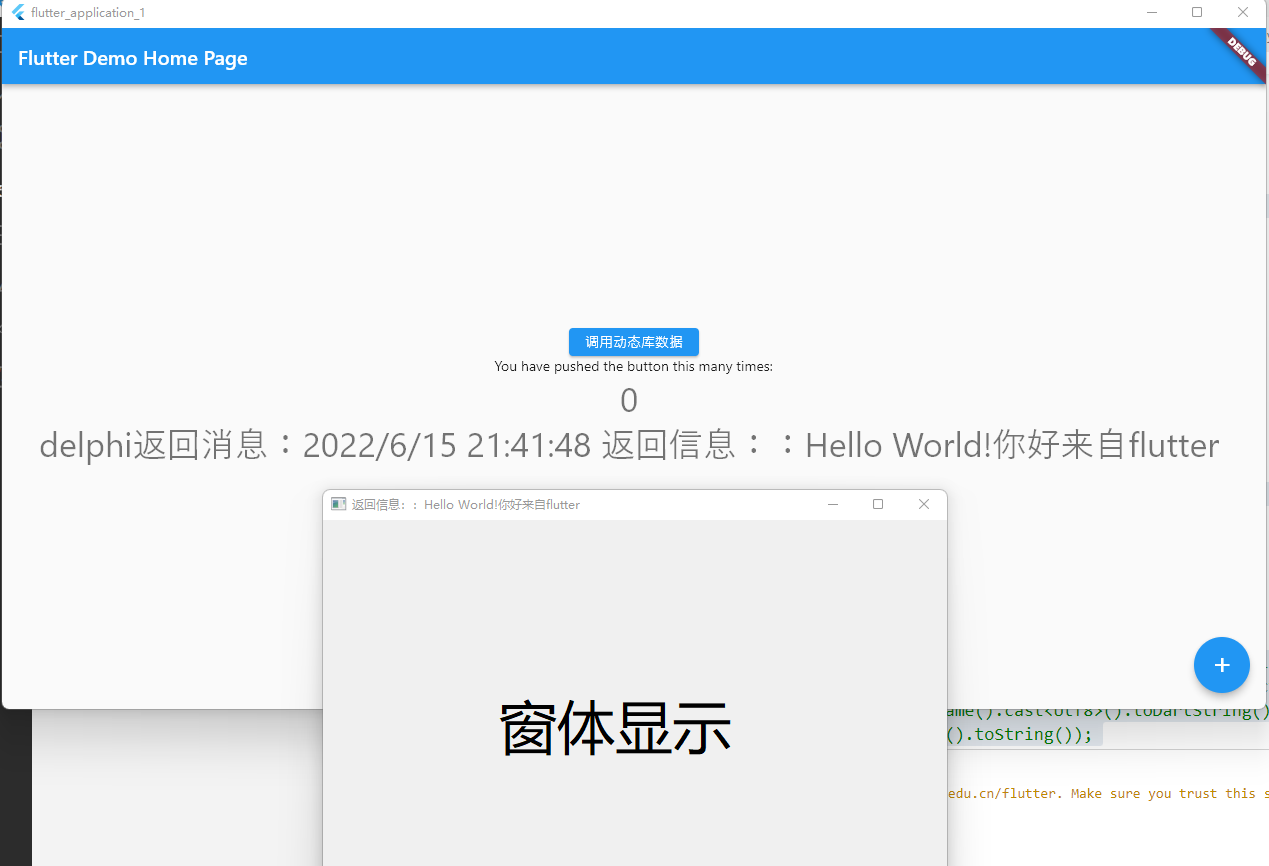 flutter_application_1
Flutter Demo Home Page
DEBUG
调用动态库数据
You have pushed the button this many times:
0
delphi返回消息：2022/6/15 21:41:48 返回信息：：Hello World!你好来自flutter
返回信息：：Hello World!你好来自flutter
窗体显示
+
ame().cast<Utf8>().toDartString()
().toString());
edu.cn/flutter. Make sure you trust this s